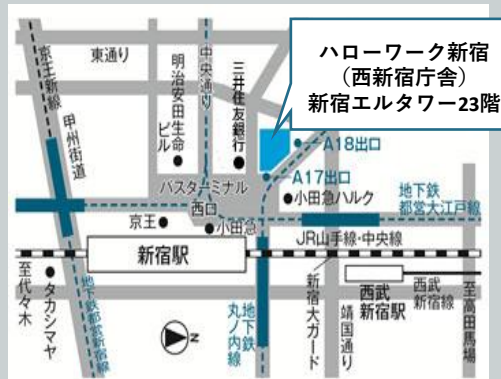 ハローワーク新宿
（西新宿庁舎）
新宿エルタワー23階
東通り
京王新線
甲州街道
明治安田生命
ビル
中央通り
三井住友銀行
A18出口
A17出口
バスターミナル
西口
小田急ハルク
地下鉄
都営大江戸線
京王
小田急
JR山手線・中央線
新宿駅
至代々木
タカシマヤ
地下鉄都営新宿線
地下鉄
丸ノ内線
新宿大ガード
靖国通り
西武
新宿駅
西武
新宿線
至高田馬場
N